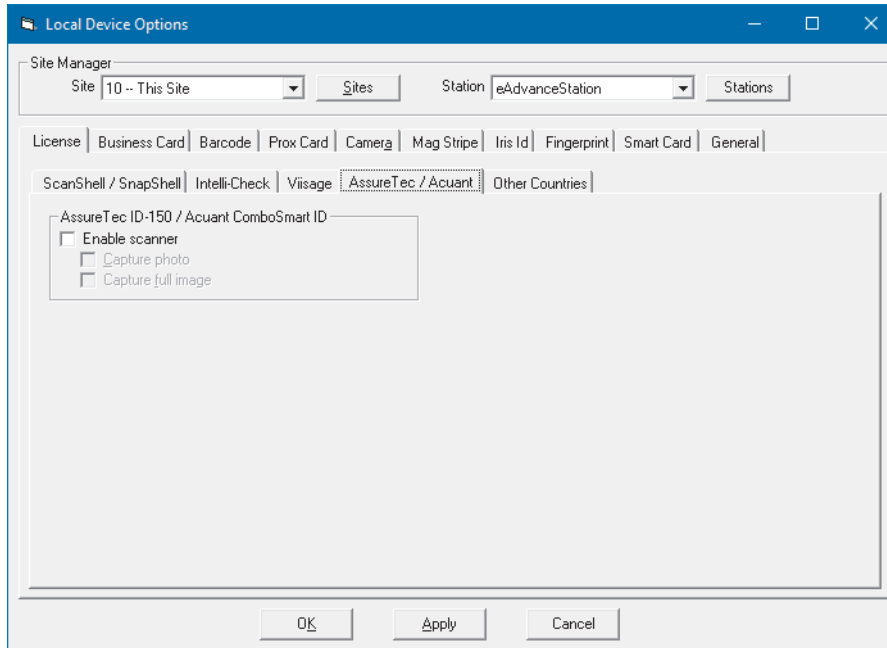 Local Device Options
Site Manager
Site 10 -- This Site Sites Station eAdvanceStation Stations
License Business Card Barcode Prox Card Camera Mag Stripe Iris Id Fingerprint Smart Card General
ScanShell / SnapShell Intelli-Check Viisage AssureTec / Acuant Other Countries
AssureTec ID-150 / Acuant ComboSmart ID
Enable scanner
Capture photo
Capture full image
OK Apply Cancel